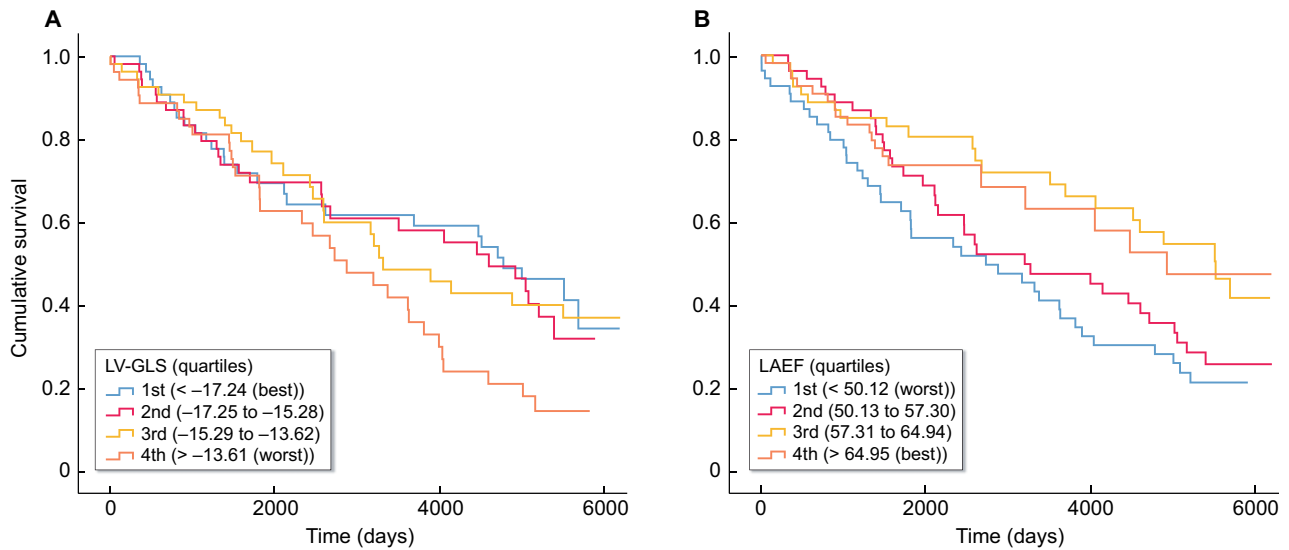 A
Cumulative survival
1.0
0.8
0.6
0.4
0.2
0
LV-GLS (quartiles)
1st (< –17.24 (best))
2nd (–17.25 to –15.28)
3rd (–15.29 to –13.62)
4th (> –13.61 (worst))
0 2000 4000 6000
Time (days)
B
1.0
0.8
0.6
0.4
0.2
0
LAEF (quartiles)
1st (< 50.12 (worst))
2nd (50.13 to 57.30)
3rd (57.31 to 64.94)
4th (> 64.95 (best))
0 2000 4000 6000
Time (days)